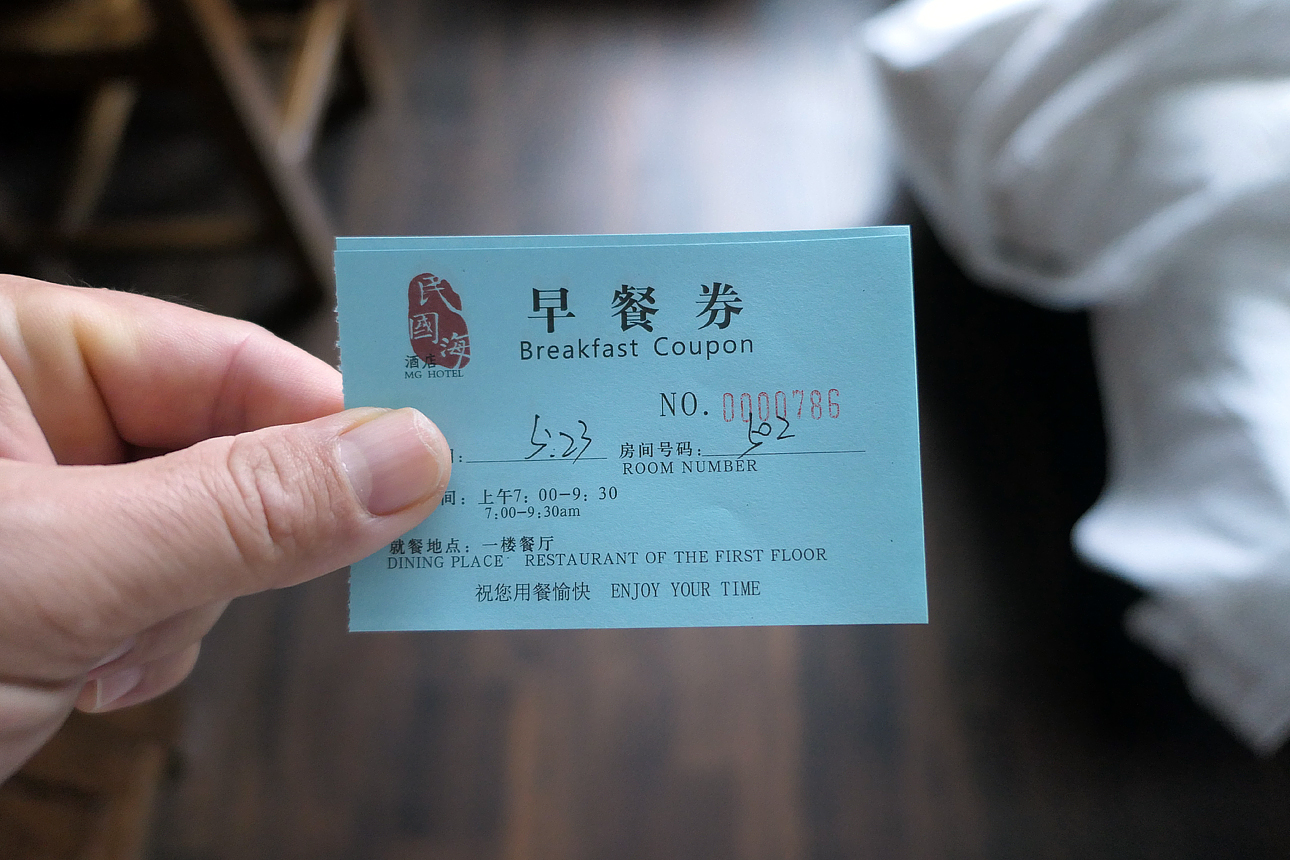 民國海
酒店
MG HOTEL
早餐券
Breakfast Coupon
NO. 0000786
: 5.23 房间号码: 502
ROOM NUMBER
间: 上午7: 00-9: 30
7:00-9:30am
就餐地点: 一楼餐厅
DINING PLACE RESTAURANT OF THE FIRST FLOOR
祝您用餐愉快 ENJOY YOUR TIME